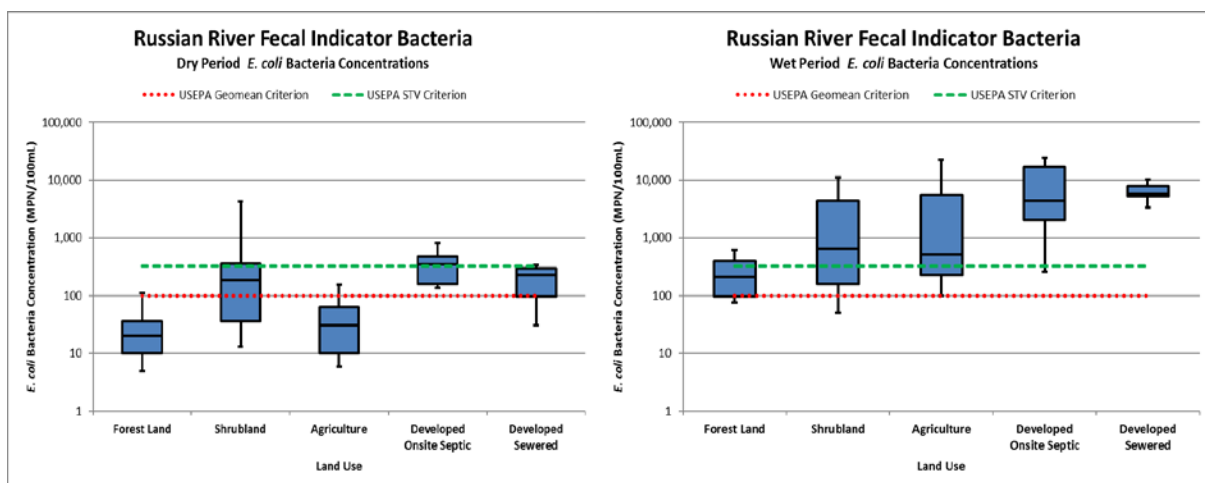 Russian River Fecal Indicator Bacteria
Dry Period E. coli Bacteria Concentrations
USEPA Geomean Criterion USEPA STV Criterion
E. coli Bacteria Concentration (MPN/100mL)
100,000
10,000
1,000
100
10
1
Forest Land Shrubland Agriculture Developed Developed
Onsite Septic Sewered
Land Use
Russian River Fecal Indicator Bacteria
Wet Period E. coli Bacteria Concentrations
USEPA Geomean Criterion USEPA STV Criterion
E. coli Bacteria Concentration (MPN/100mL)
100,000
10,000
1,000
100
10
1
Forest Land Shrubland Agriculture Developed Developed
Onsite Septic Sewered
Land Use